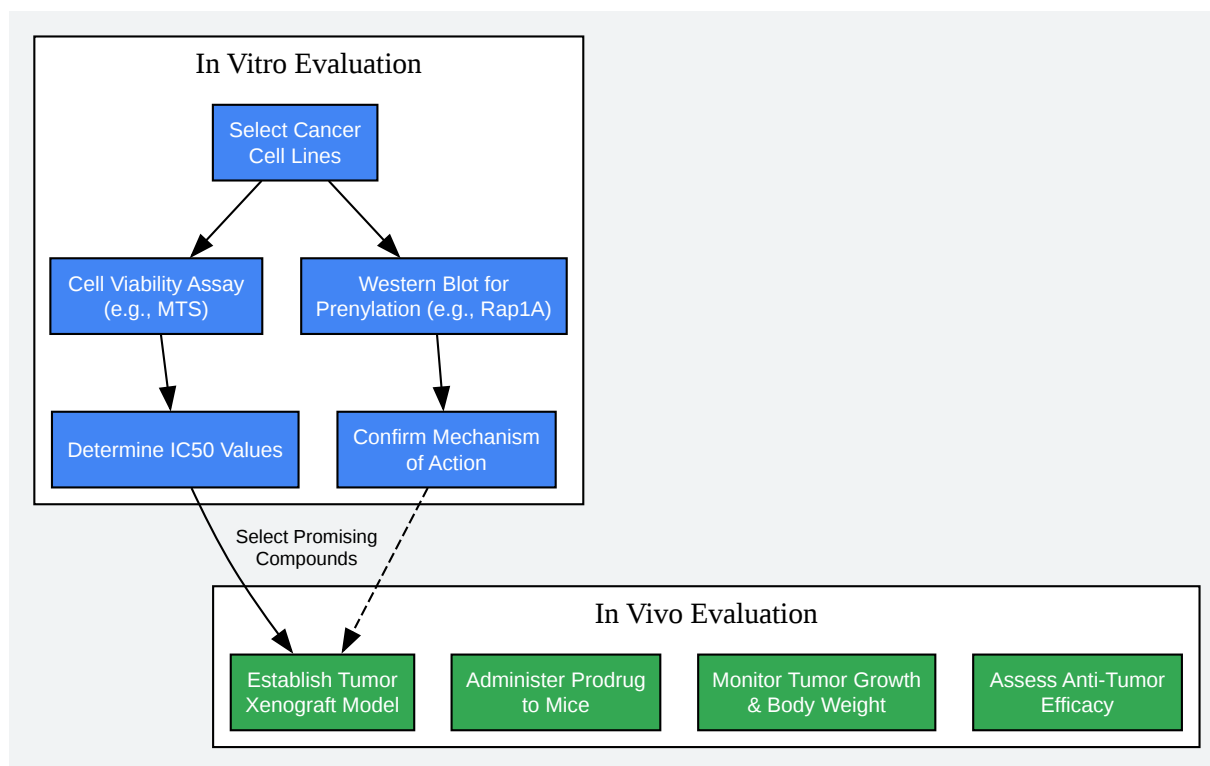 In Vitro Evaluation
Select Cancer
Cell Lines
Cell Viability Assay
(e.g., MTS)
Western Blot for
Prenylation (e.g., Rap1A)
Determine IC50 Values
Confirm Mechanism
of Action
Select Promising
Compounds
In Vivo Evaluation
Establish Tumor
Xenograft Model
Administer Prodrug
to Mice
Monitor Tumor Growth
& Body Weight
Assess Anti-Tumor
Efficacy